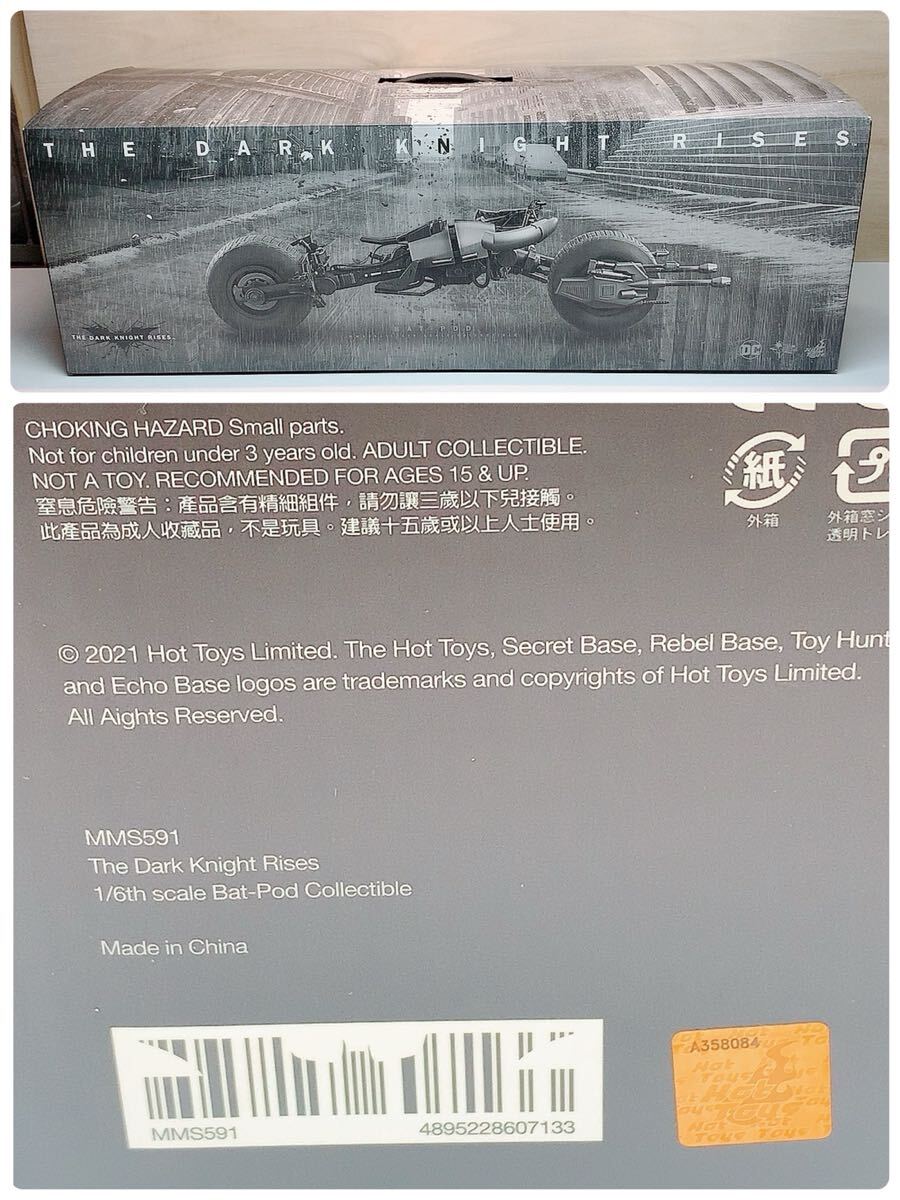 THE DARK KNIGHT RISES
BAT-POD
THE DARK KNIGHT RISES
DC
CHOKING HAZARD Small parts.
Not for children under 3 years old. ADULT COLLECTIBLE.
NOT A TOY. RECOMMENDED FOR AGES 15 & UP.
窒息危險警告：產品含有精細組件，請勿讓三歲以下兒接觸。
此產品為成人收藏品，不是玩具。建議十五歲或以上人士使用。
紙
外箱
外箱窓シ
透明トレ
© 2021 Hot Toys Limited. The Hot Toys, Secret Base, Rebel Base, Toy Hunt
and Echo Base logos are trademarks and copyrights of Hot Toys Limited.
All Aights Reserved.
MMS591
The Dark Knight Rises
1/6th scale Bat-Pod Collectible
Made in China
MMS591 4895228607133
A358084
Hot Toys